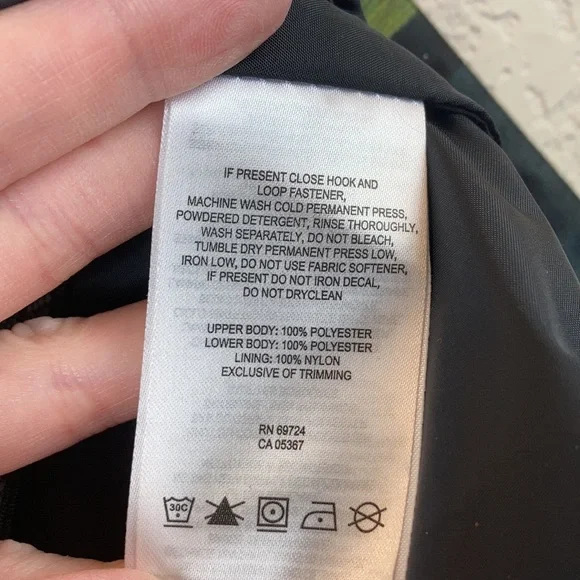 IF PRESENT CLOSE HOOK AND
LOOP FASTENER,
MACHINE WASH COLD PERMANENT PRESS,
POWDERED DETERGENT, RINSE THOROUGHLY,
WASH SEPARATELY, DO NOT BLEACH,
TUMBLE DRY PERMANENT PRESS LOW,
IRON LOW, DO NOT USE FABRIC SOFTENER,
IF PRESENT DO NOT IRON DECAL,
DO NOT DRYCLEAN
UPPER BODY: 100% POLYESTER
LOWER BODY: 100% POLYESTER
LINING: 100% NYLON
EXCLUSIVE OF TRIMMING
RN 69724
CA 05367
30C